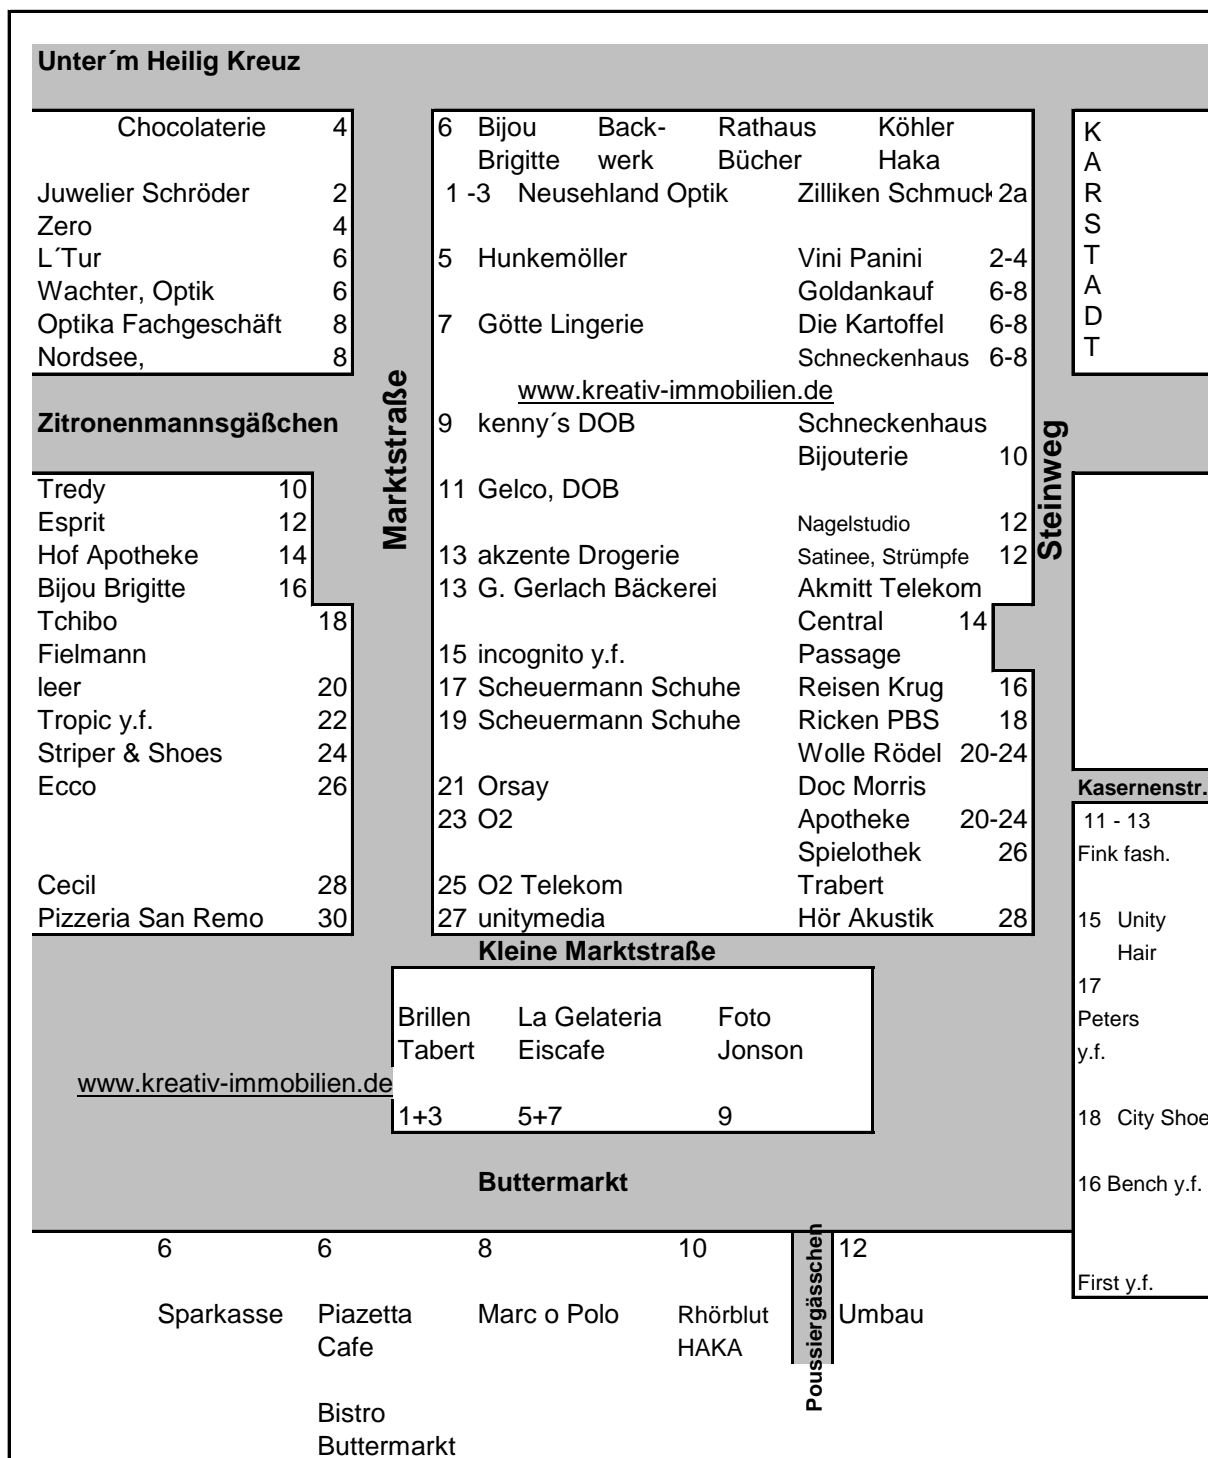 Unter´m Heilig Kreuz
Chocolaterie 4
Juwelier Schröder 2
Zero 4
L´Tur 6
Wachter, Optik 6
Optika Fachgeschäft 8
Nordsee, 8
Zitronenmannsgäßchen
Tredy 10
Esprit 12
Hof Apotheke 14
Bijou Brigitte 16
Tchibo 18
Fielmann
leer 20
Tropic y.f. 22
Striper & Shoes 24
Ecco 26
Cecil 28
Pizzeria San Remo 30
Marktstraße
6 Bijou Back- Rathaus Köhler
Brigitte werk Bücher Haka
1 -3 Neusehland Optik Zilliken Schmuck 2a
5 Hunkemöller Vini Panini 2-4
Goldankauf 6-8
7 Götte Lingerie Die Kartoffel 6-8
Schneckenhaus 6-8
www.kreativ-immobilien.de
9 kenny´s DOB Schneckenhaus
Bijouterie 10
11 Gelco, DOB
Nagelstudio 12
13 akzente Drogerie Satinee, Strümpfe 12
13 G. Gerlach Bäckerei Akmitt Telekom
Central 14
15 incognito y.f. Passage
17 Scheuermann Schuhe Reisen Krug 16
19 Scheuermann Schuhe Ricken PBS 18
Wolle Rödel 20-24
21 Orsay Doc Morris
23 O2 Apotheke 20-24
Spielothek 26
25 O2 Telekom Trabert
27 unitymedia Hör Akustik 28
Steinweg
K
A
R
S
T
A
D
T
Kasernenstr.
11 - 13
Fink fash.
15 Unity
Hair
17
Peters
y.f.
18 City Shoe
16 Bench y.f.
First y.f.
Kleine Marktstraße
Brillen La Gelateria Foto
Tabert Eiscafe Jonson
www.kreativ-immobilien.de
1+3 5+7 9
Buttermarkt
6 6 8 10 12
Poussiergässchen
Sparkasse Piazetta Marc o Polo Rhörblut Umbau
Cafe HAKA
Bistro
Buttermarkt